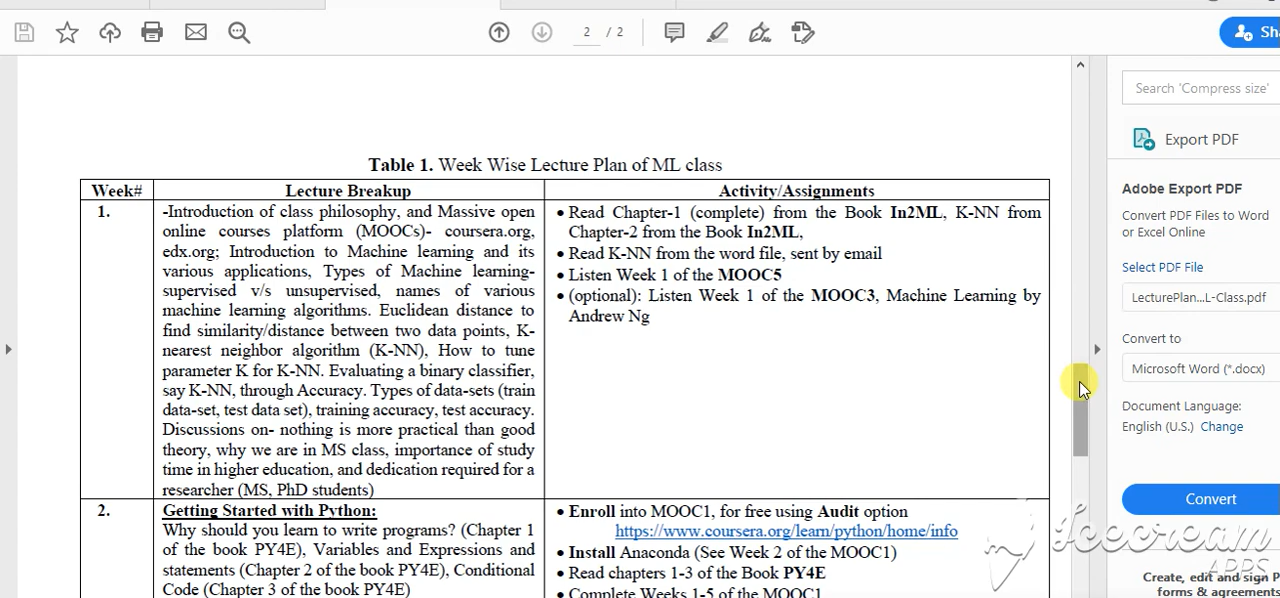 2 / 2
Sh
Search 'Compress size'
Export PDF
Table 1. Week Wise Lecture Plan of ML class
Adobe Export PDF
Convert PDF Files to Word
or Excel Online
Select PDF File
LecturePlan...L-Class.pdf
Convert to
Microsoft Word (*.docx)
Document Language:
English (U.S.) Change
Convert
Create, edit and sign P
forms & agreements
Week#
Lecture Breakup
Activity/Assignments
1.
-Introduction of class philosophy, and Massive open
online courses platform (MOOCs)- coursera.org,
edx.org; Introduction to Machine learning and its
various applications, Types of Machine learning-
supervised v/s unsupervised, names of various
machine learning algorithms. Euclidean distance to
find similarity/distance between two data points, K-
nearest neighbor algorithm (K-NN), How to tune
parameter K for K-NN. Evaluating a binary classifier,
say K-NN, through Accuracy. Types of data-sets (train
data-set, test data set), training accuracy, test accuracy.
Discussions on- nothing is more practical than good
theory, why we are in MS class, importance of study
time in higher education, and dedication required for a
researcher (MS, PhD students)
• Read Chapter-1 (complete) from the Book In2ML, K-NN from
Chapter-2 from the Book In2ML,
• Read K-NN from the word file, sent by email
• Listen Week 1 of the MOOC5
• (optional): Listen Week 1 of the MOOC3, Machine Learning by
Andrew Ng
2.
Getting Started with Python:
Why should you learn to write programs? (Chapter 1
of the book PY4E), Variables and Expressions and
statements (Chapter 2 of the book PY4E), Conditional
Code (Chapter 3 of the book PY4E)
• Enroll into MOOC1, for free using Audit option
https://www.coursera.org/learn/python/home/info
• Install Anaconda (See Week 2 of the MOOC1)
• Read chapters 1-3 of the Book PY4E
• Complete Weeks 1-5 of the MOOC1
Icecream
APPS